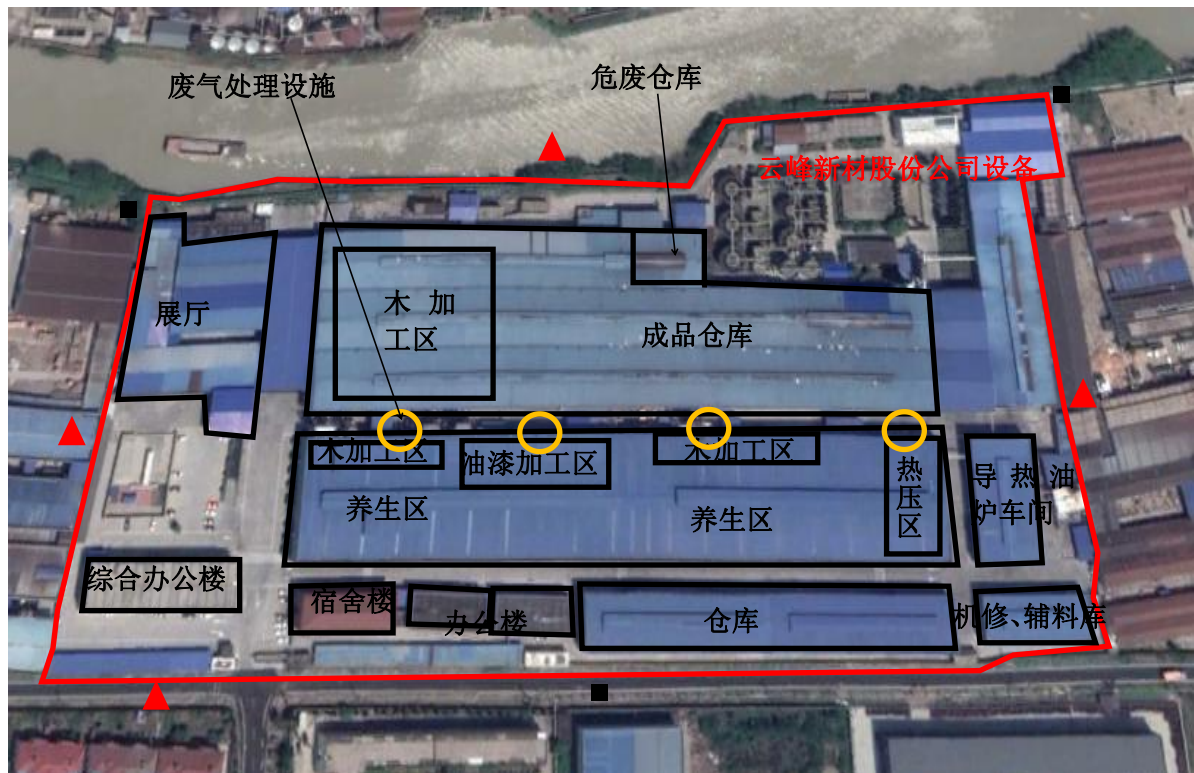 废气处理设施
危废仓库
云峰新材股份公司设备
展厅
木 加
工区
成品仓库
木加工区
油漆加工区
木加工区
热
压
区
导 热 油
炉车间
养生区
养生区
综合办公楼
宿舍楼
办公楼
仓库
机修、辅料库